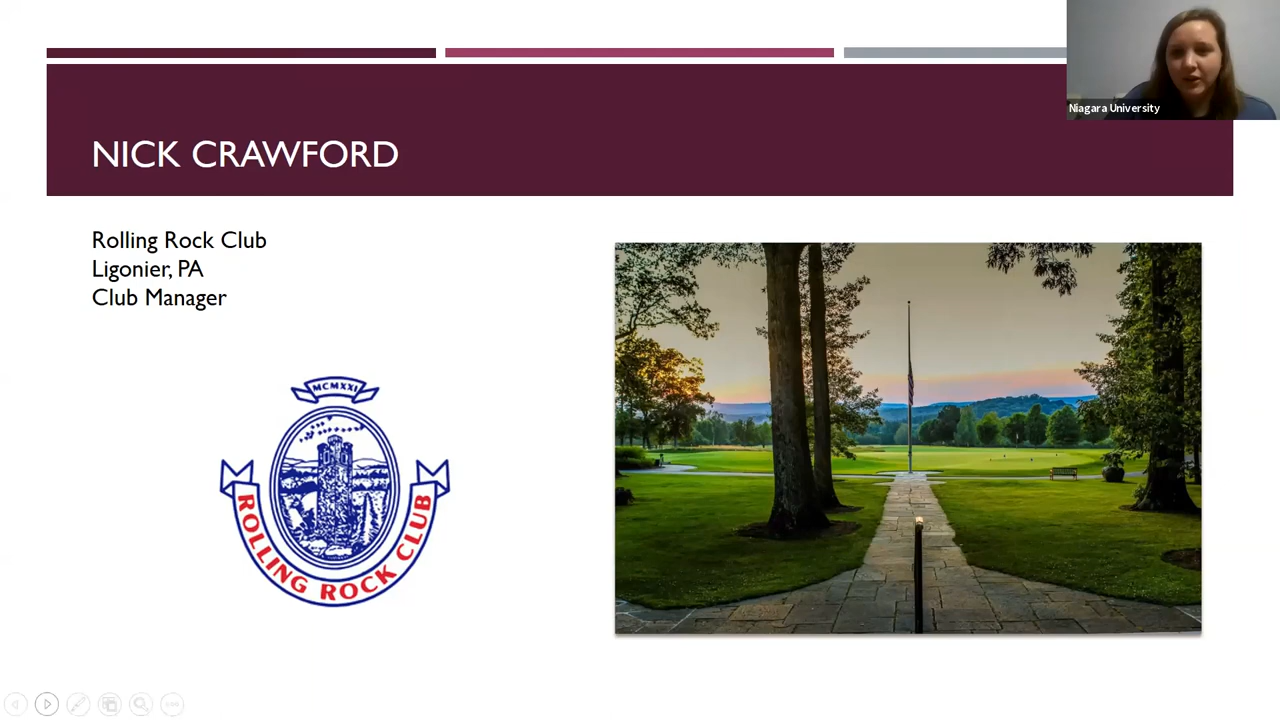 Niagara University
NICK CRAWFORD
Rolling Rock Club
Ligonier, PA
Club Manager
MCMXXI
ROLLING ROCK CLUB